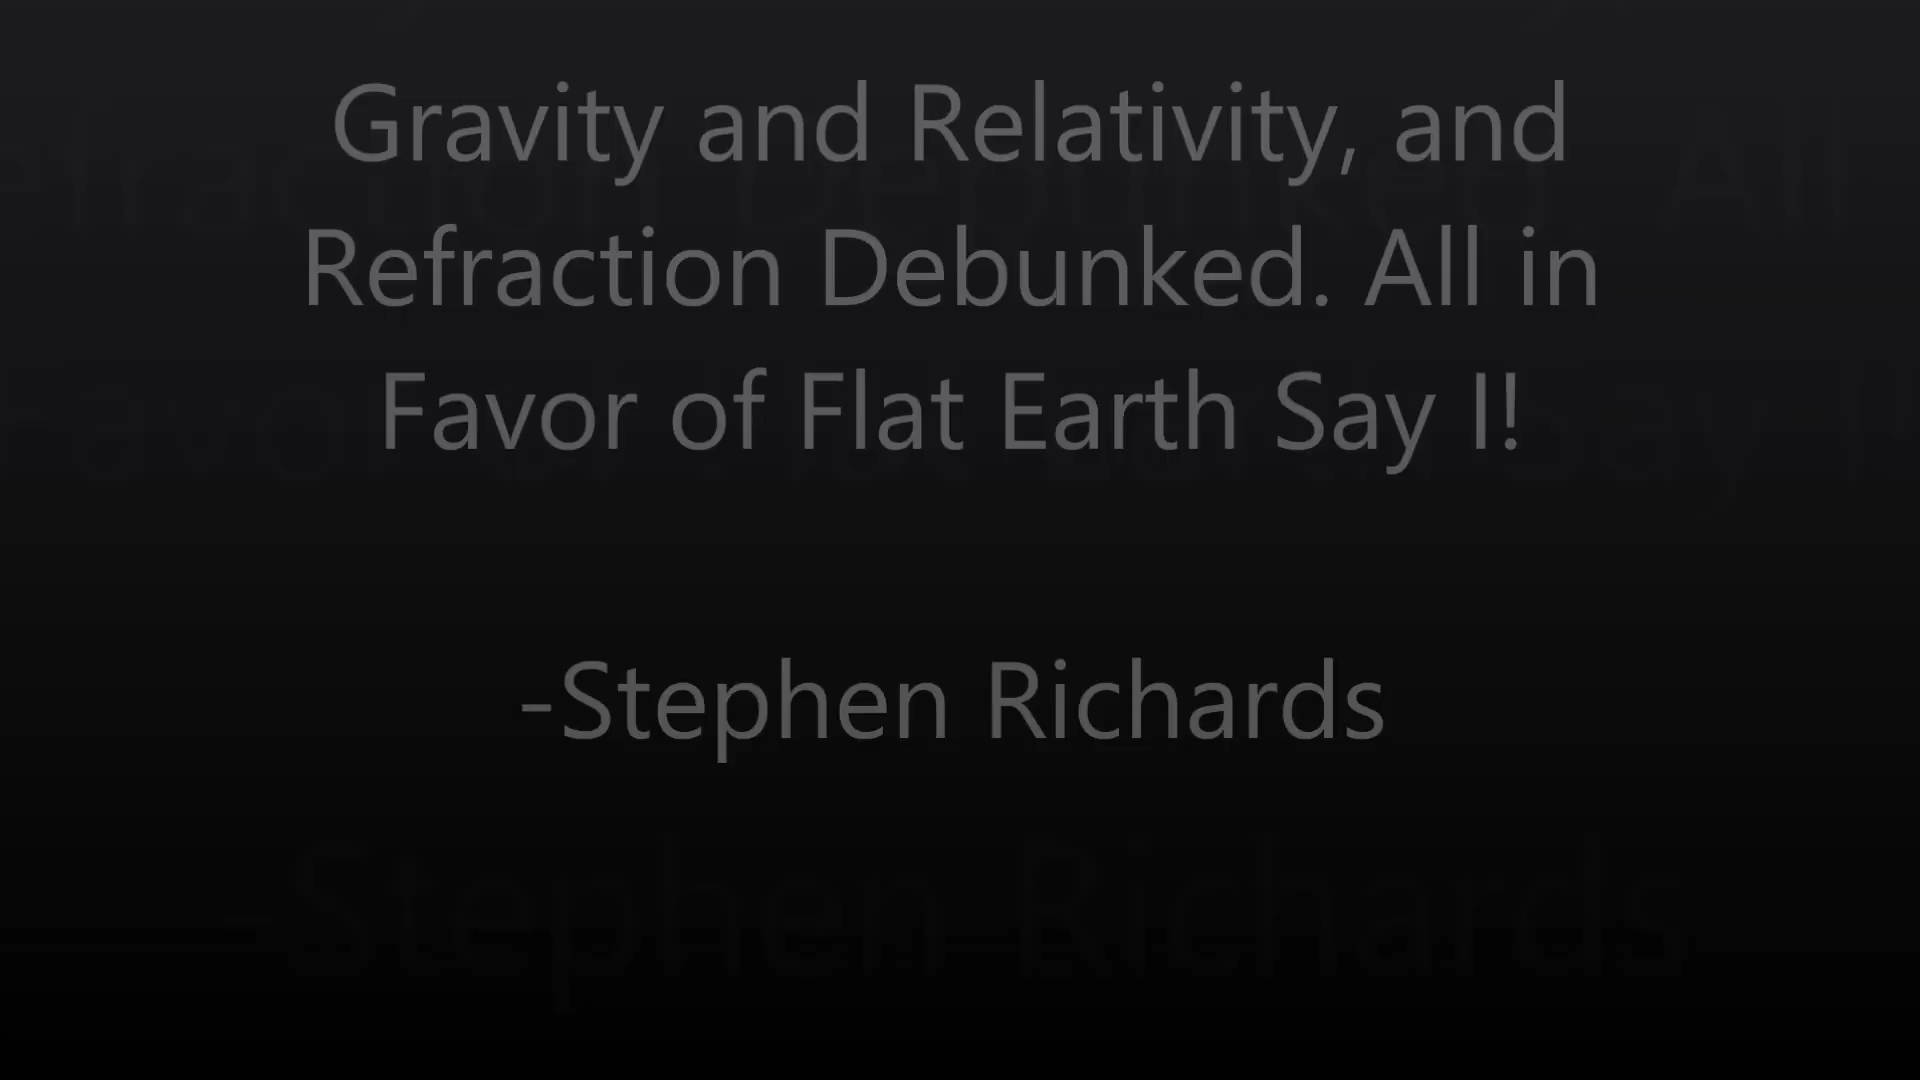 Gravity and Relativity, and
Refraction Debunked. All in
Favor of Flat Earth Say I!
-Stephen Richards